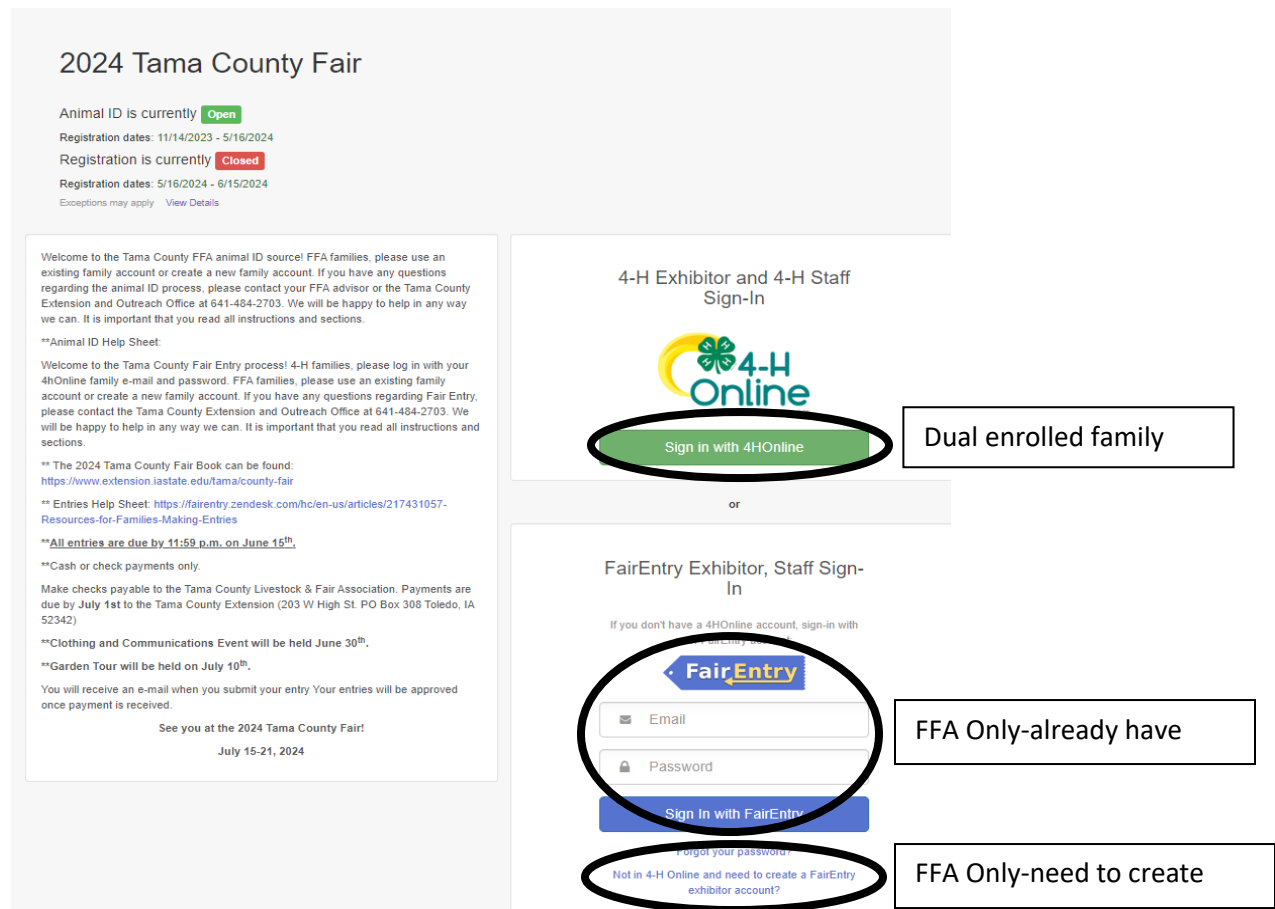 2024 Tama County Fair
Animal ID is currently Open
Registration dates: 11/14/2023 - 5/16/2024
Registration is currently Closed
Registration dates: 5/16/2024 - 6/15/2024
Exceptions may apply View Details
Welcome to the Tama County FFA animal ID source! FFA families, please use an
existing family account or create a new family account. If you have any questions
regarding the animal ID process, please contact your FFA advisor or the Tama County
Extension and Outreach Office at 641-484-2703. We will be happy to help in any way
we can. It is important that you read all instructions and sections.
**Animal ID Help Sheet:
Welcome to the Tama County Fair Entry process! 4-H families, please log in with your
4hOnline family e-mail and password. FFA families, please use an existing family
account or create a new family account. If you have any questions regarding Fair Entry,
please contact the Tama County Extension and Outreach Office at 641-484-2703. We
will be happy to help in any way we can. It is important that you read all instructions and
sections.
** The 2024 Tama County Fair Book can be found:
https://www.extension.iastate.edu/tama/county-fair
** Entries Help Sheet: https://fairentry.zendesk.com/hc/en-us/articles/217431057-
Resources-for-Families-Making-Entries
**All entries are due by 11:59 p.m. on June 15th.
**Cash or check payments only.
Make checks payable to the Tama County Livestock & Fair Association. Payments are
due by July 1st to the Tama County Extension (203 W High St. PO Box 308 Toledo, IA
52342)
**Clothing and Communications Event will be held June 30th.
**Garden Tour will be held on July 10th.
You will receive an e-mail when you submit your entry Your entries will be approved
once payment is received.
See you at the 2024 Tama County Fair!
July 15-21, 2024
4-H Exhibitor and 4-H Staff
Sign-In
H H H H
4-H
Online
Sign in with 4HOnline
Dual enrolled family
or
FairEntry Exhibitor, Staff Sign-
In
If you don't have a 4HOnline account, sign-in with
FairEntry account:
FairEntry
Email
Password
FFA Only-already have
Sign In with FairEntry
Forgot your password?
Not in 4-H Online and need to create a FairEntry
exhibitor account?
FFA Only-need to create